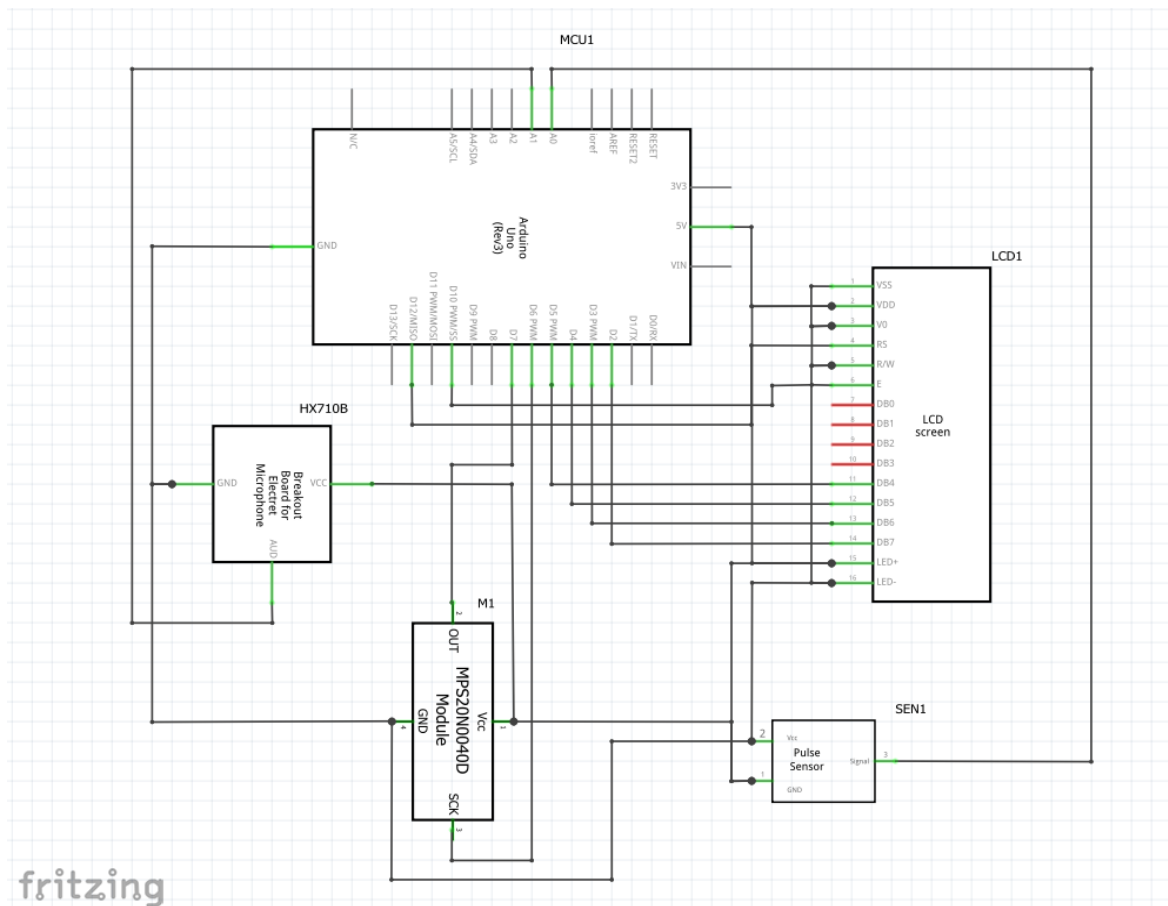 MCU1
N/C
A5/SCL
A4/SDA
A3
A2
A1
A0
ioref
AREF
RESET2
RESET
3V3
5V
VIN
GND
Arduino
Uno
(Rev3)
D13/SCK
D12/MISO
D11 PWM/MOSI
D10 PWM/SS
D9 PWM
D8
D7
D6 PWM
D5 PWM
D4
D3 PWM
D2
D1/TX
D0/RX
LCD1
1 VSS
2 VDD
3 V0
4 RS
5 R/W
6 E
7 DB0
8 DB1
9 DB2
10 DB3
11 DB4
12 DB5
13 DB6
14 DB7
15 LED+
16 LED-
LCD
screen
HX710B
GND
VCC
AUD
Breakout
Board for
Electret
Microphone
M1
2
OUT
MPS20N0040D
Module
GND
4
Vcc
1
SCK
3
SEN1
2
Vcc
Pulse
Sensor
Signal
3
1
GND
fritzing